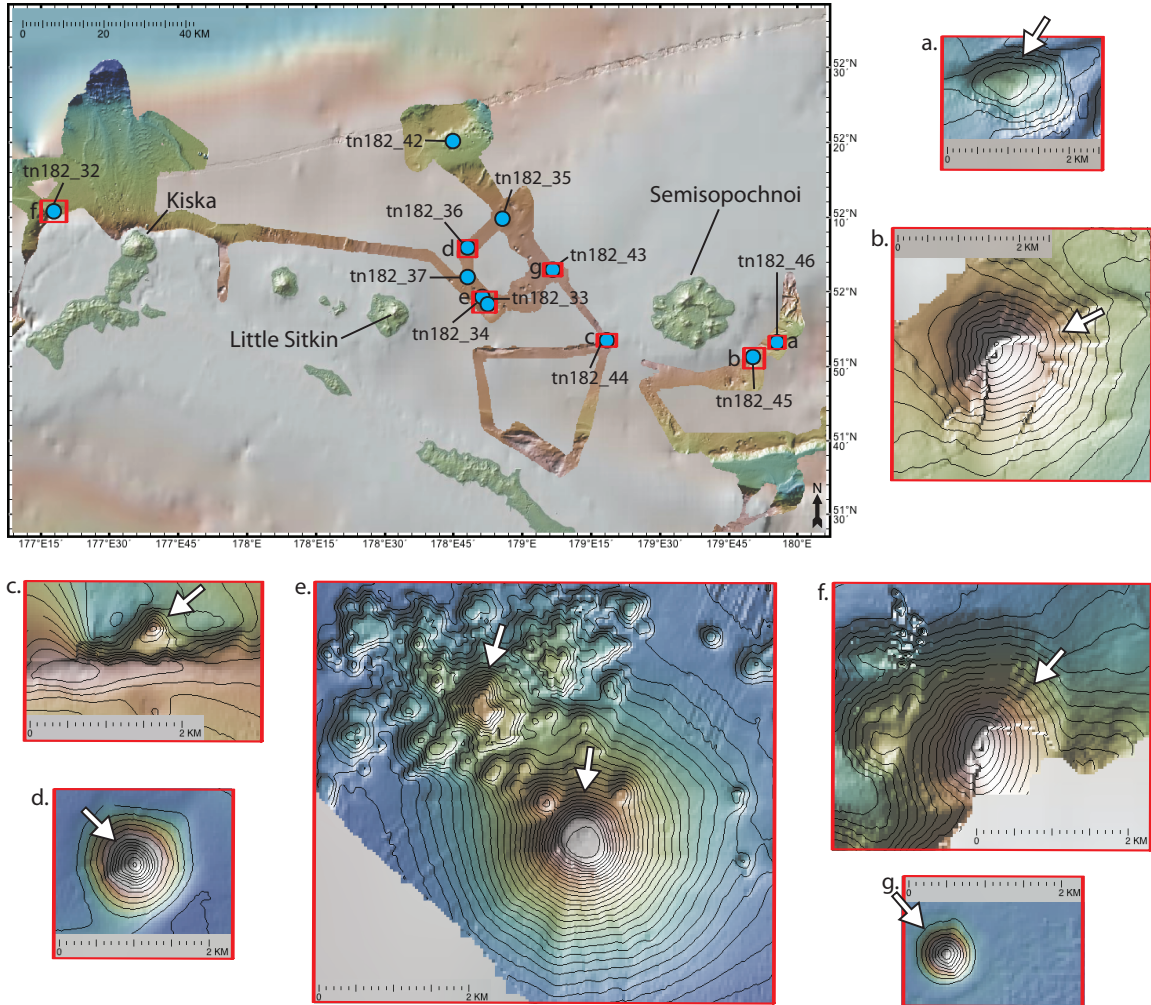 0 20 40 KM
52°N
30´
52°N
20´
52°N
10´
52°N
00´
51°N
50´
51°N
40´
51°N
30´
tn182_42
tn182_32
f
Kiska
tn182_35
tn182_36
d
Semisopochnoi
tn182_43
g
tn182_46
tn182_37
e
tn182_33
tn182_34
Little Sitkin
c
a
b
tn182_44
tn182_45
N
177°E15´ 177°E30´ 177°E45´ 178°E 178°E15´ 178°E30´ 178°E45´ 179°E 179°E15´ 179°E30´ 179°E45´ 180°E
a.
0 2 KM
b.
0 2 KM
c.
0 2 KM
d.
0 2 KM
e.
0 2 KM
f.
0 2 KM
g.
0 2 KM